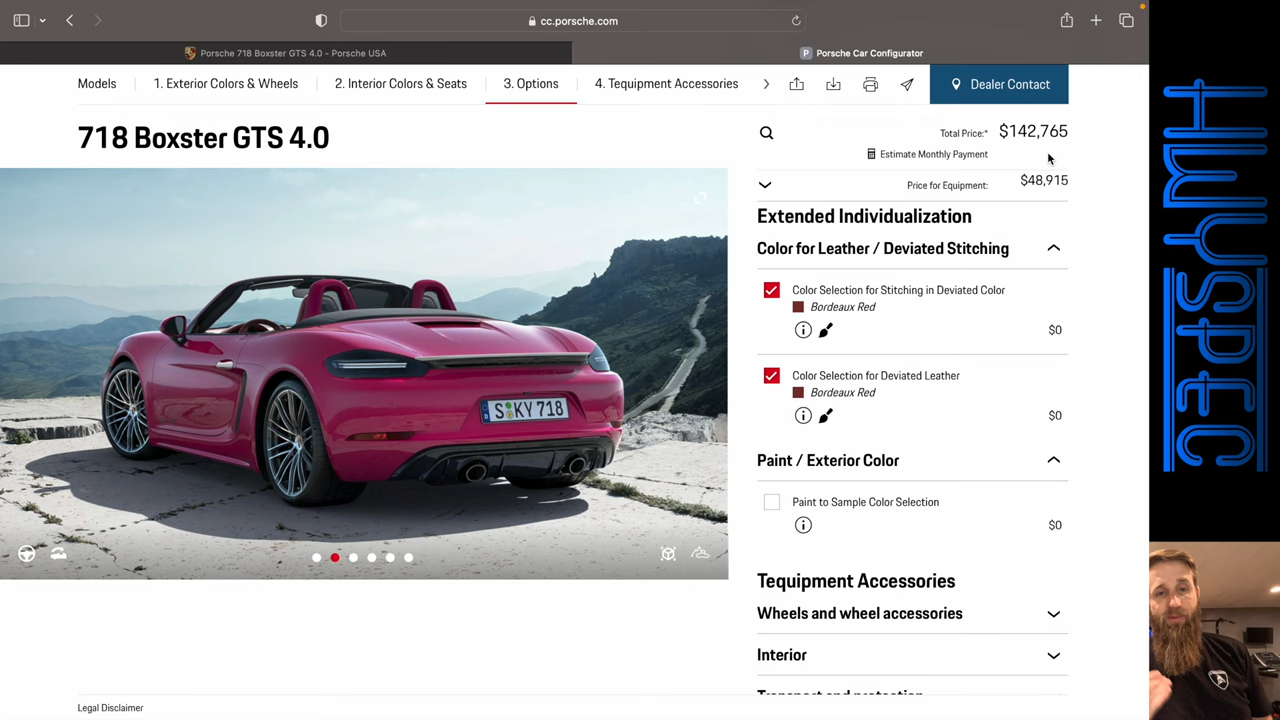 cc.porsche.com
Porsche 718 Boxster GTS 4.0 - Porsche USA
P Porsche Car Configurator
Models 1. Exterior Colors & Wheels 2. Interior Colors & Seats 3. Options 4. Tequipment Accessories Dealer Contact
718 Boxster GTS 4.0
Total Price:* $142,765
Estimate Monthly Payment
Price for Equipment: $48,915
Extended Individualization
Color for Leather / Deviated Stitching
Color Selection for Stitching in Deviated Color
Bordeaux Red
$0
Color Selection for Deviated Leather
Bordeaux Red
$0
Paint / Exterior Color
Paint to Sample Color Selection
$0
Tequipment Accessories
Wheels and wheel accessories
Interior
Transport and protection
Legal Disclaimer
S KY 718
HWYSPEC